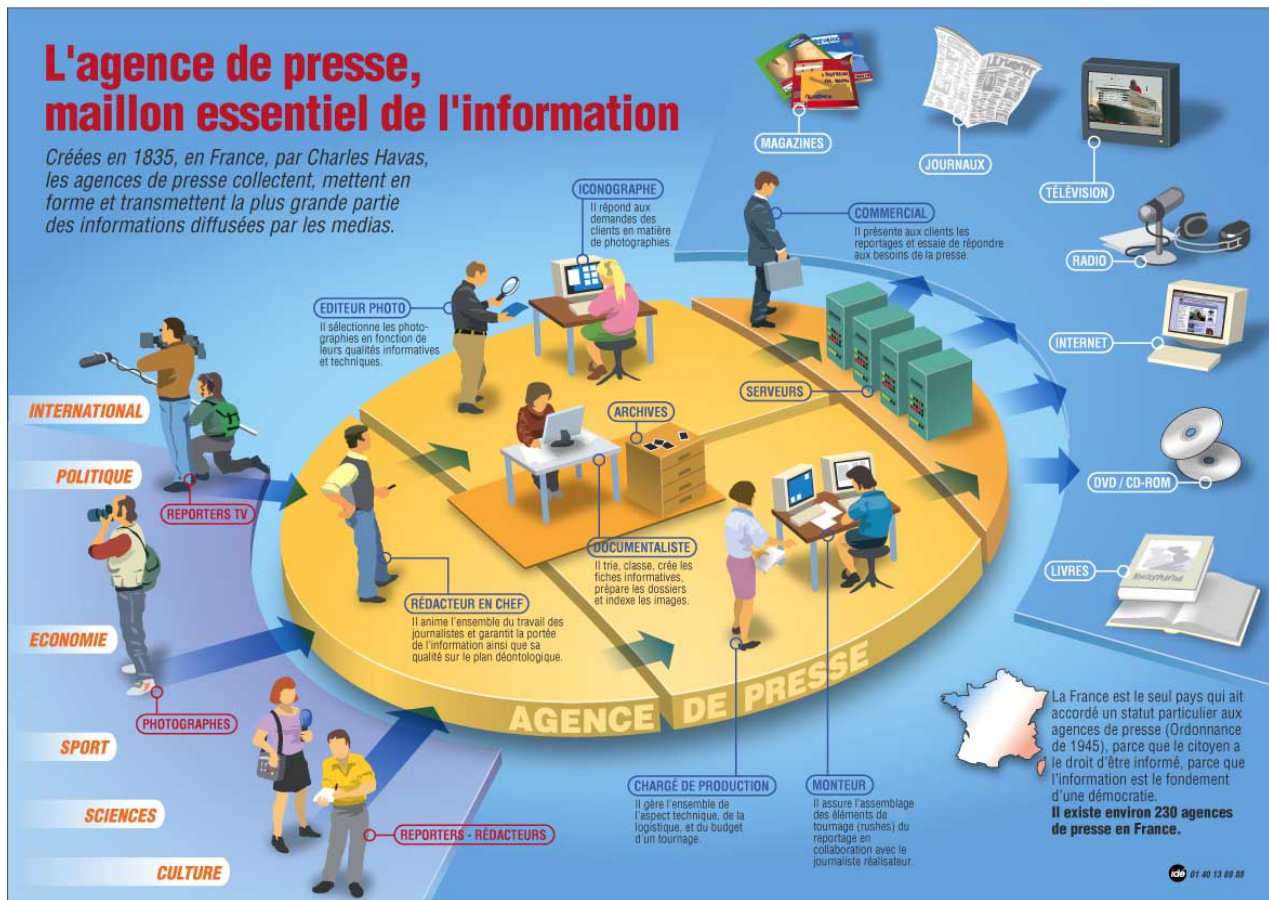 L'agence de presse,
maillon essentiel de l'information
Créées en 1835, en France, par Charles Havas,
les agences de presse collectent, mettent en
forme et transmettent la plus grande partie
des informations diffusées par les medias.
MAGAZINES
JOURNAUX
TÉLÉVISION
RADIO
INTERNET
DVD / CD-ROM
LIVRES
ICONOGRAPHE
Il répond aux
demandes des
clients en matière
de photographies.
COMMERCIAL
Il présente aux clients les
reportages et essaie de répondre
aux besoins de la presse.
EDITEUR PHOTO
Il sélectionne les photo-
graphies en fonction de
leurs qualités informatives
et techniques.
SERVEURS
ARCHIVES
INTERNATIONAL
POLITIQUE
ECONOMIE
SPORT
SCIENCES
CULTURE
REPORTERS TV
PHOTOGRAPHES
REPORTERS - RÉDACTEURS
DOCUMENTALISTE
Il trie, classe, crée les
fiches informatives,
prépare les dossiers
et indexe les images.
RÉDACTEUR EN CHEF
Il anime l'ensemble du travail des
journalistes et garantit la portée
de l'information ainsi que sa
qualité sur le plan déontologique.
AGENCE DE PRESSE
CHARGÉ DE PRODUCTION
Il gère l'ensemble de
l'aspect technique, de la
logistique, et du budget
d'un tournage.
MONTEUR
Il assure l'assemblage
des éléments de
tournage (rushes) du
reportage en
collaboration avec le
journaliste réalisateur.
La France est le seul pays qui ait
accordé un statut particulier aux
agences de presse (Ordonnance
de 1945), parce que le citoyen a
le droit d'être informé, parce que
l'information est le fondement
d'une démocratie.
Il existe environ 230 agences
de presse en France.
idé 01 40 13 88 88